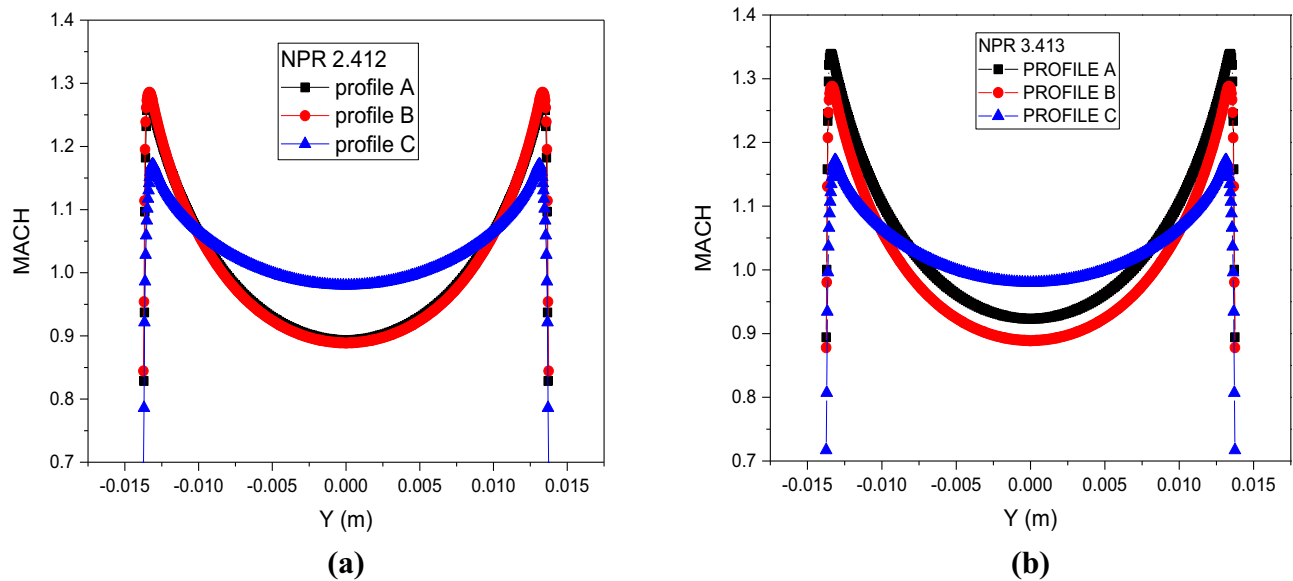 1.4
1.3
1.2
1.1
1.0
0.9
0.8
0.7
MACH
NPR 2.412
profile A
profile B
profile C
-0.015 -0.010 -0.005 0.000 0.005 0.010 0.015
Y (m)
(a)
1.4
1.3
1.2
1.1
1.0
0.9
0.8
0.7
MACH
NPR 3.413
PROFILE A
PROFILE B
PROFILE C
-0.015 -0.010 -0.005 0.000 0.005 0.010 0.015
Y (m)
(b)